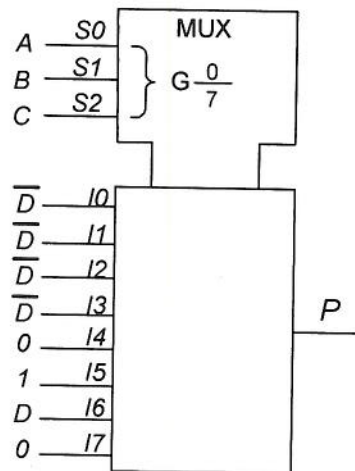 MUX
A S0
B S1
C S2
G 0/7
D̅ I0
D̅ I1
D̅ I2
D̅ I3
0 I4
1 I5
D I6
0 I7
P